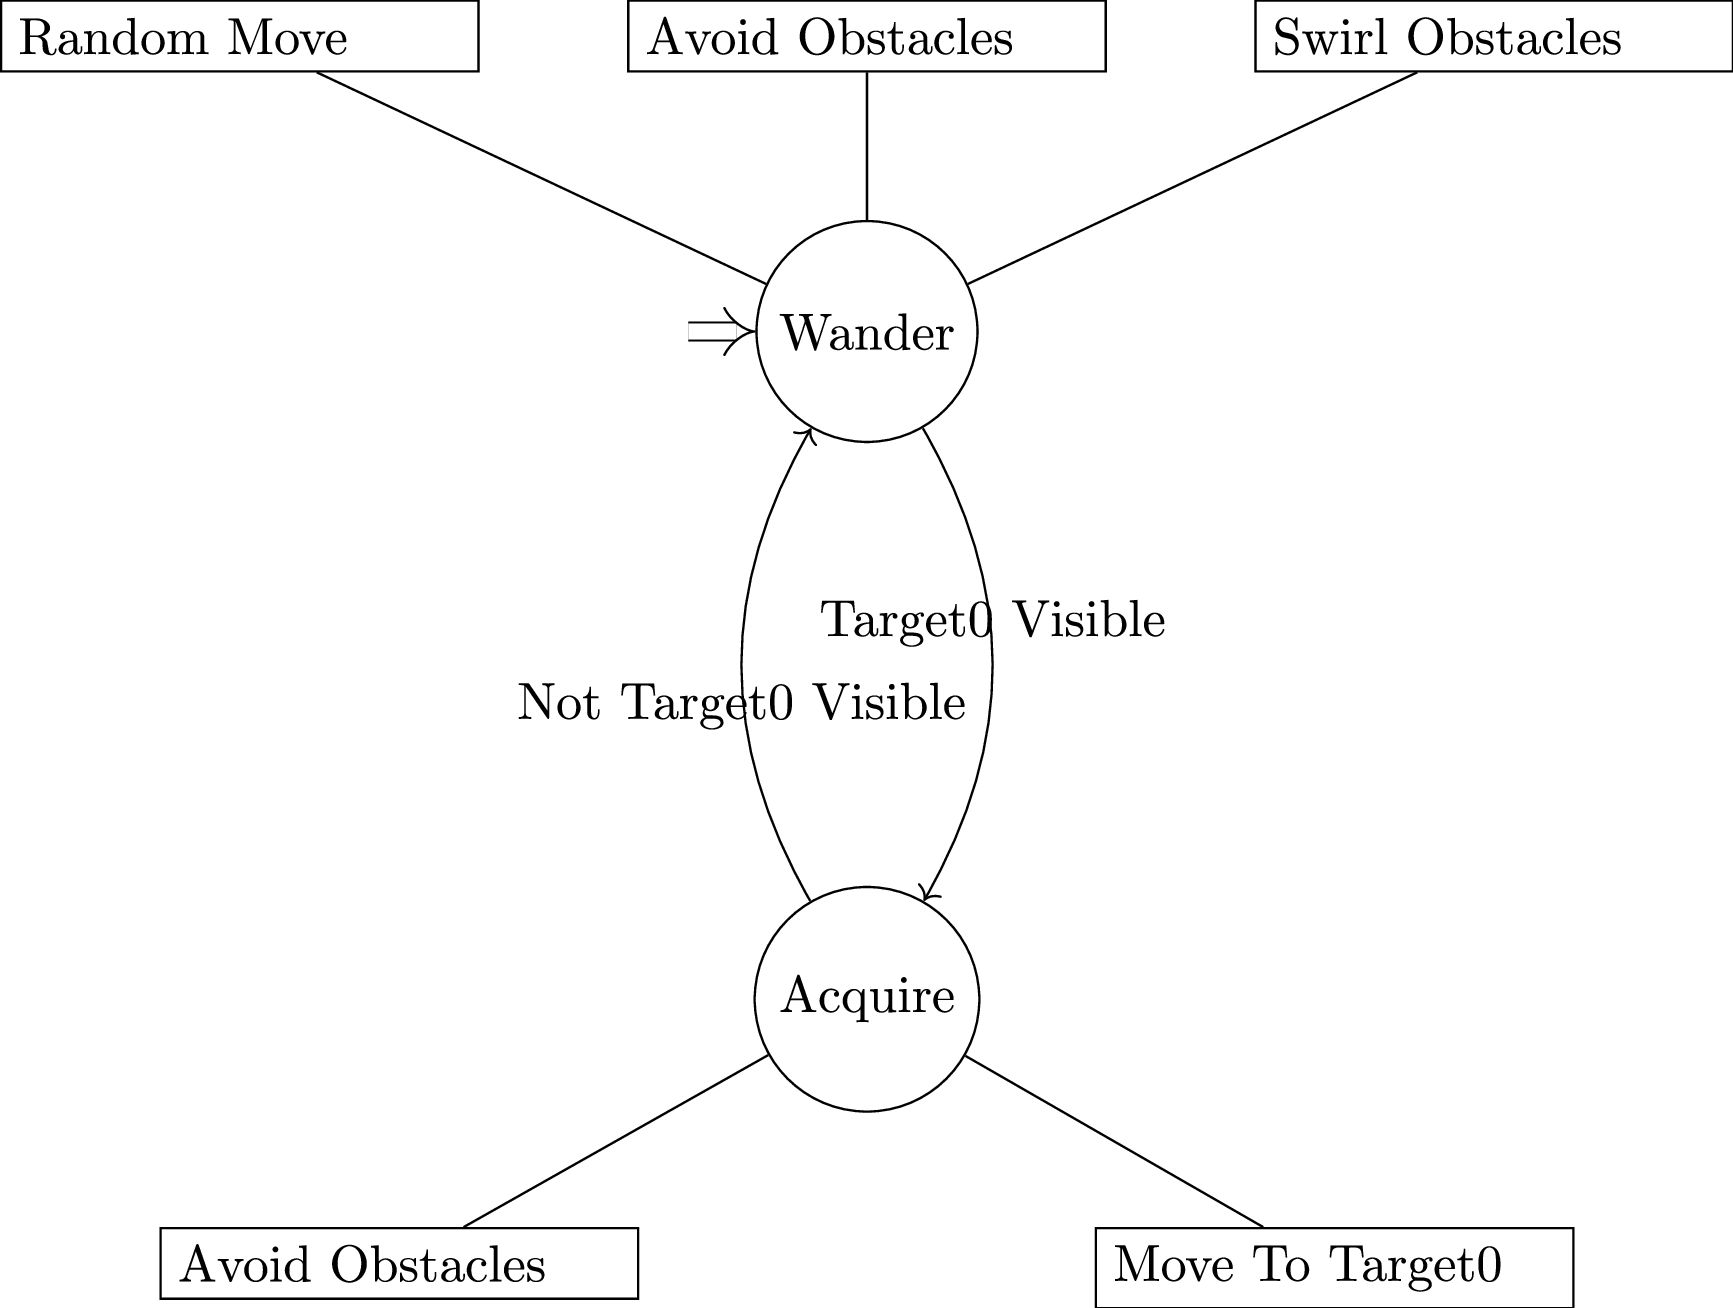 Random Move
Avoid Obstacles
Swirl Obstacles
Wander
Target0 Visible
Not Target0 Visible
Acquire
Avoid Obstacles
Move To Target0